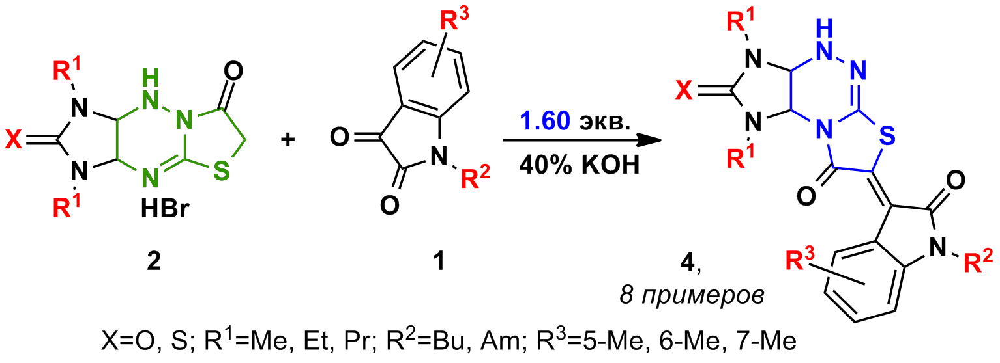 R¹
N
X
N
R¹
H
N
N
N
HBr
S
O
2
+
R³
O
O
N
R²
1
1.60 экв.
40% KOH
R¹
N
X
N
R¹
H
N
N
N
S
O
O
N
R²
R³
4,
8 примеров
X=O, S; R¹=Me, Et, Pr; R²=Bu, Am; R³=5-Me, 6-Me, 7-Me